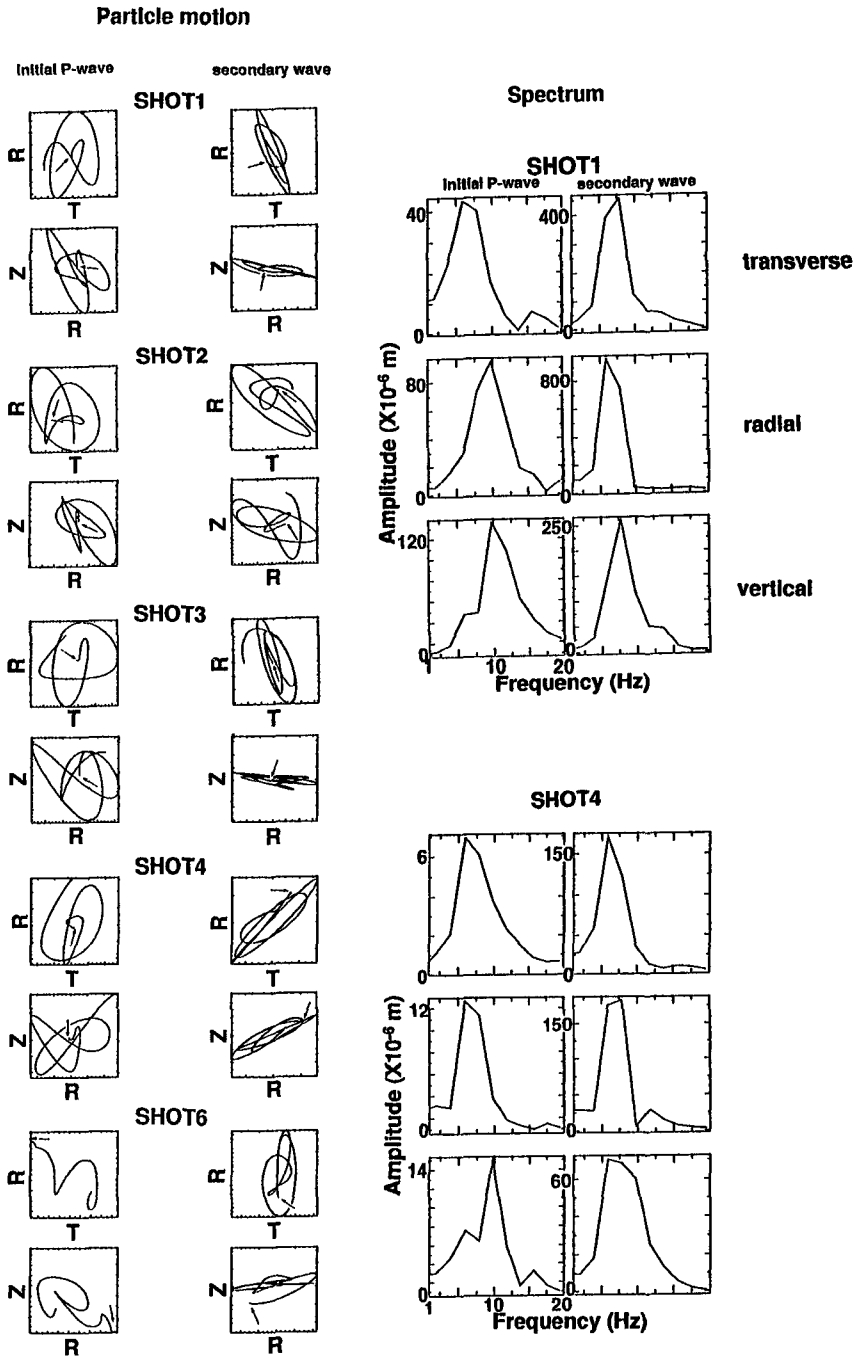 Particle motion
Initial P-wave
secondary wave
SHOT1
R
T
R
T
Z
R
Z
R
SHOT2
R
T
R
T
Z
R
Z
R
SHOT3
R
T
R
T
Z
R
Z
R
SHOT4
R
T
R
T
Z
R
Z
R
SHOT6
R
T
R
T
Z
R
Z
R
Spectrum
SHOT1
Initial P-wave
secondary wave
40
0
400
0
transverse
Amplitude (X10⁻⁶ m)
80
0
800
0
radial
120
0
250
0
vertical
1
10
20
Frequency (Hz)
SHOT4
6
0
150
0
Amplitude (X10⁻⁶ m)
12
0
150
0
14
0
60
0
1
10
20
Frequency (Hz)